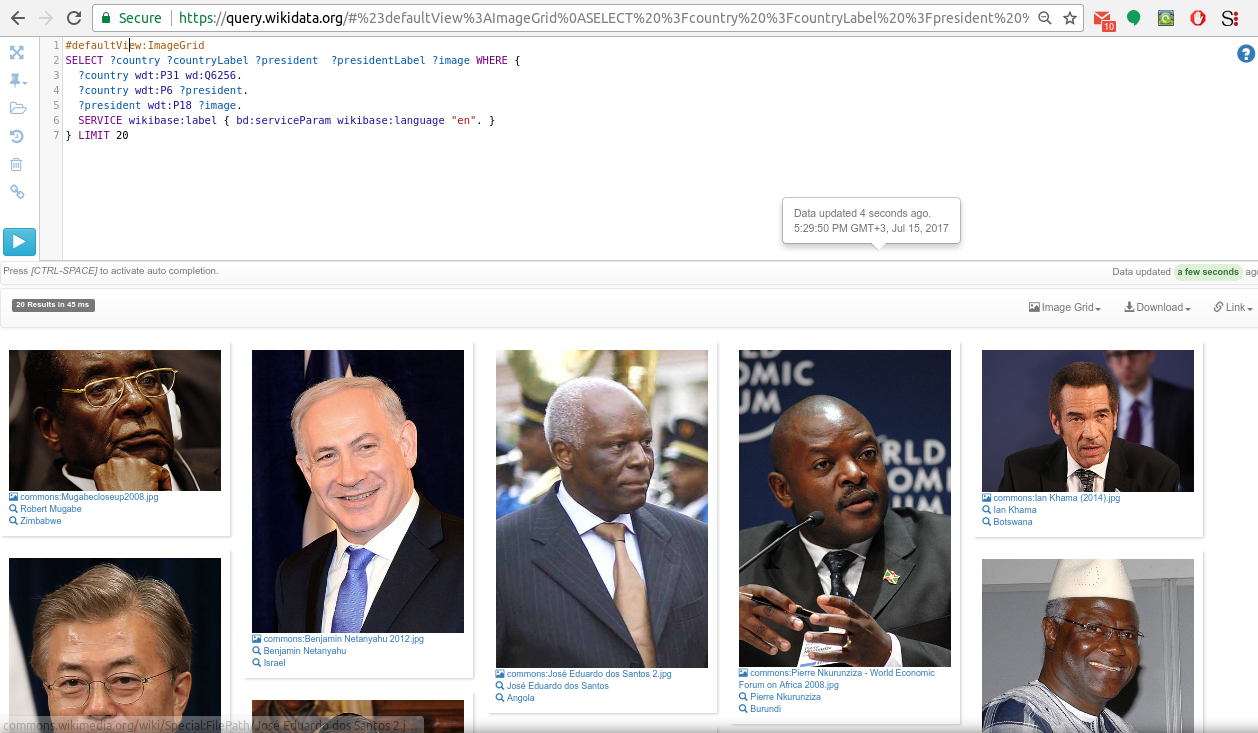 Secure
https://query.wikidata.org/#%23defaultView%3AImageGrid%0ASELECT%20%3Fcountry%20%3FcountryLabel%20%3Fpresident%20%
10
1 #defaultView:ImageGrid
2 SELECT ?country ?countryLabel ?president ?presidentLabel ?image WHERE {
3 ?country wdt:P31 wd:Q6256.
4 ?country wdt:P6 ?president.
5 ?president wdt:P18 ?image.
6 SERVICE wikibase:label { bd:serviceParam wikibase:language "en". }
7 } LIMIT 20
Data updated 4 seconds ago.
5:29:50 PM GMT+3, Jul 15, 2017
Press [CTRL-SPACE] to activate auto completion.
Data updated a few seconds ago
20 Results in 45 ms
Image Grid
Download
Link
commons:Mugabecloseup2008.jpg
Robert Mugabe
Zimbabwe
commons:Benjamin Netanyahu 2012.jpg
Benjamin Netanyahu
Israel
commons:José Eduardo dos Santos 2.jpg
José Eduardo dos Santos
Angola
OMIC
UM
WORLD
ONOM
UM
commons:Pierre Nkurunziza - World Economic
Forum on Africa 2008.jpg
Pierre Nkurunziza
Burundi
commons:Ian Khama (2014).jpg
Ian Khama
Botswana
commons.wikimedia.org/wiki/Special:FilePath/José Eduardo dos Santos 2.j...